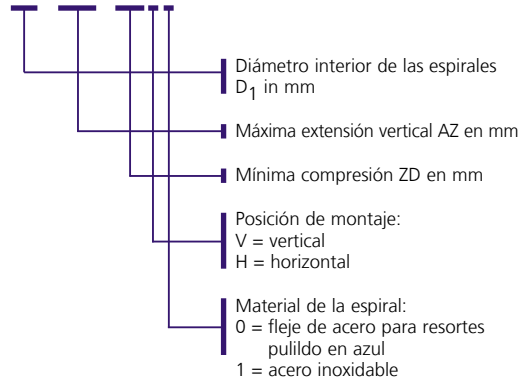 Diámetro interior de las espirales
D1 in mm
Máxima extensión vertical AZ en mm
Mínima compresión ZD en mm
Posición de montaje:
V = vertical
H = horizontal
Material de la espiral:
0 = fleje de acero para resortes
pulildo en azul
1 = acero inoxidable